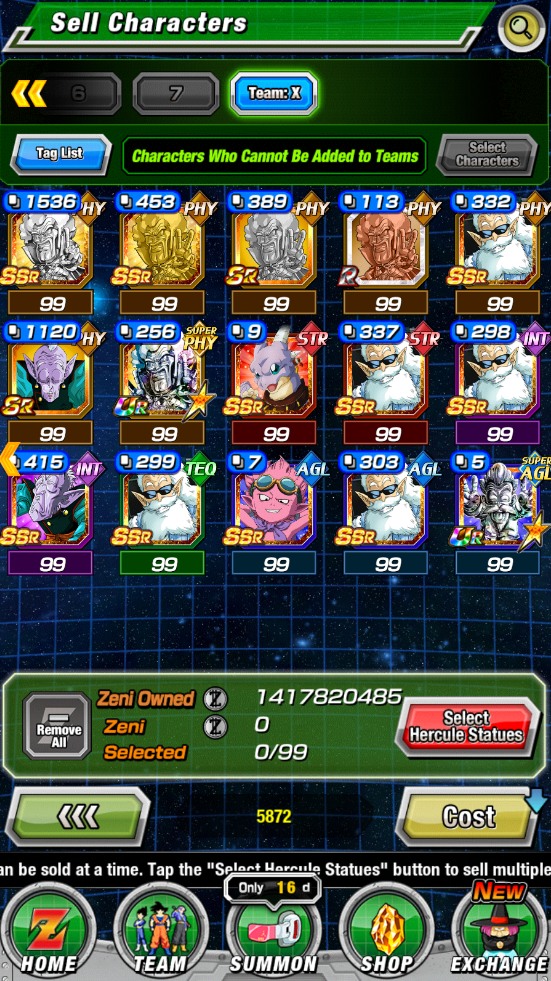 Sell Characters
6
7
Team: X
Tag List
Characters Who Cannot Be Added to Teams
Select
Characters
1536 PHY 453 PHY 389 PHY 113 PHY 332 PHY
SSR SSR SR R SSR
99 99 99 99 99
1120 PHY 256 SUPER PHY 9 STR 337 STR 298 INT
SR UR SSR SSR SSR
99 99 99 99 99
415 INT 299 TEQ 7 AGL 303 AGL 5 SUPER AGL
SSR SSR SSR SSR UR
99 99 99 99 99
Zeni Owned Z 1417820485
Zeni Z 0
Selected 0/99
Remove
All
Select
Hercule Statues
5872
Cost
an be sold at a time. Tap the "Select Hercule Statues" button to sell multiple
Only 16 d
NEW
Z
HOME
TEAM
SUMMON
SHOP
EXCHANGE